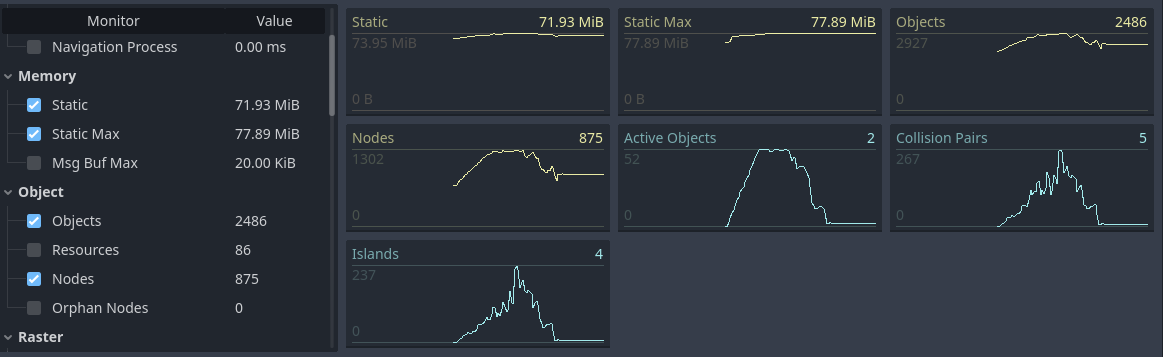 Monitor Value
Navigation Process 0.00 ms
Memory
Static 71.93 MiB
Static Max 77.89 MiB
Msg Buf Max 20.00 KiB
Object
Objects 2486
Resources 86
Nodes 875
Orphan Nodes 0
Raster
Static 71.93 MiB
73.95 MiB
0 B
Static Max 77.89 MiB
77.89 MiB
0 B
Objects 2486
2927
0
Nodes 875
1302
0
Active Objects 2
52
0
Collision Pairs 5
267
0
Islands 4
237
0